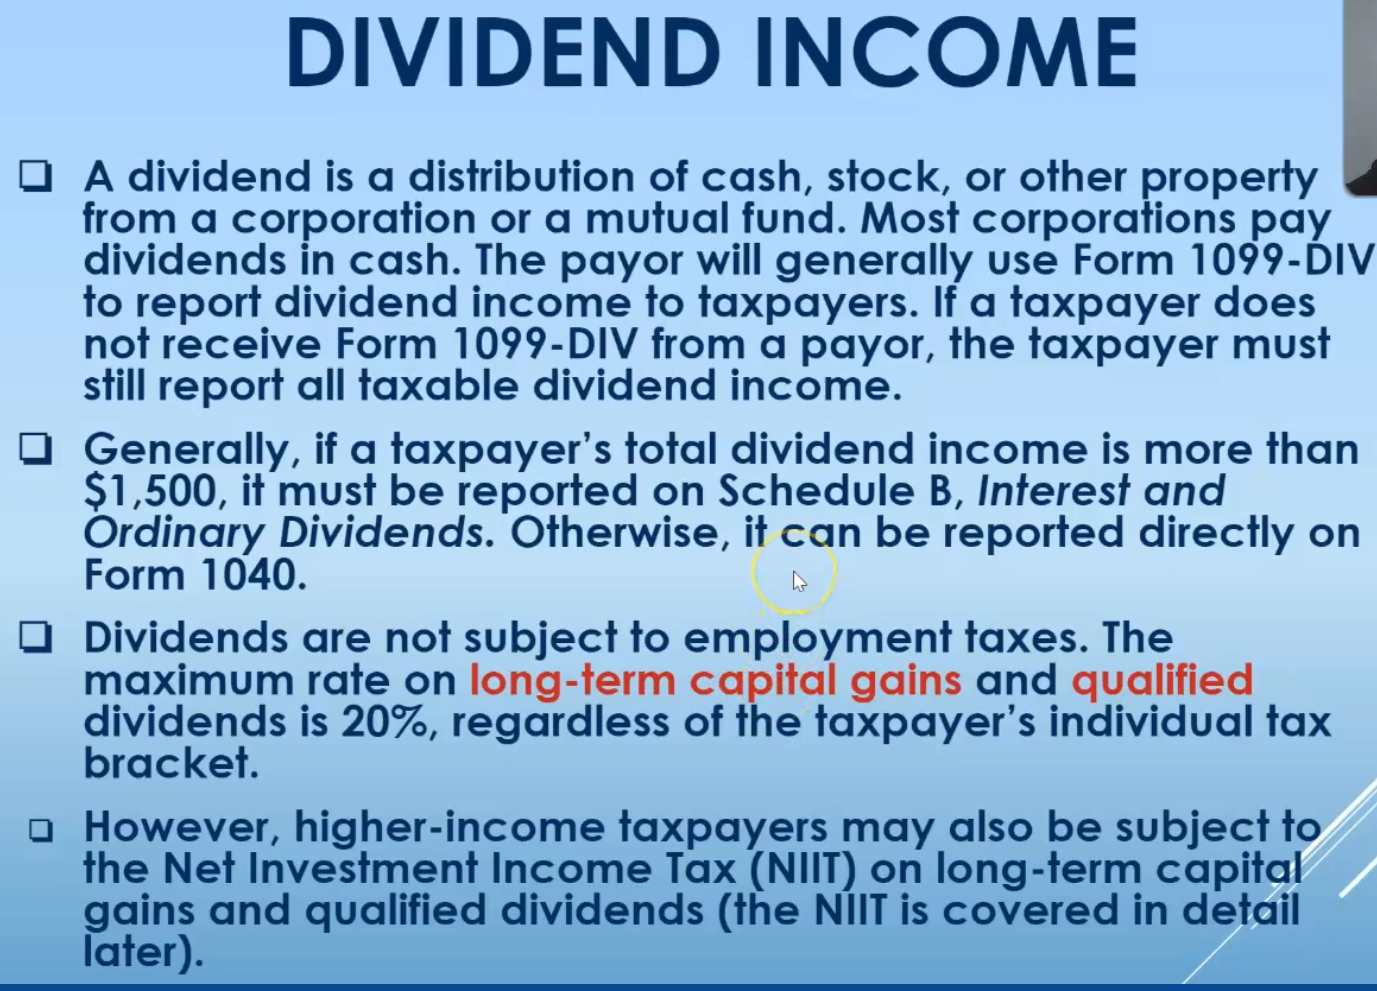 DIVIDEND INCOME
A dividend is a distribution of cash, stock, or other property
from a corporation or a mutual fund. Most corporations pay
dividends in cash. The payor will generally use Form 1099-DIV
to report dividend income to taxpayers. If a taxpayer does
not receive Form 1099-DIV from a payor, the taxpayer must
still report all taxable dividend income.
Generally, if a taxpayer’s total dividend income is more than
$1,500, it must be reported on Schedule B, Interest and
Ordinary Dividends. Otherwise, it can be reported directly on
Form 1040.
Dividends are not subject to employment taxes. The
maximum rate on long-term capital gains and qualified
dividends is 20%, regardless of the taxpayer’s individual tax
bracket.
However, higher-income taxpayers may also be subject to
the Net Investment Income Tax (NIIT) on long-term capital
gains and qualified dividends (the NIIT is covered in detail
later).